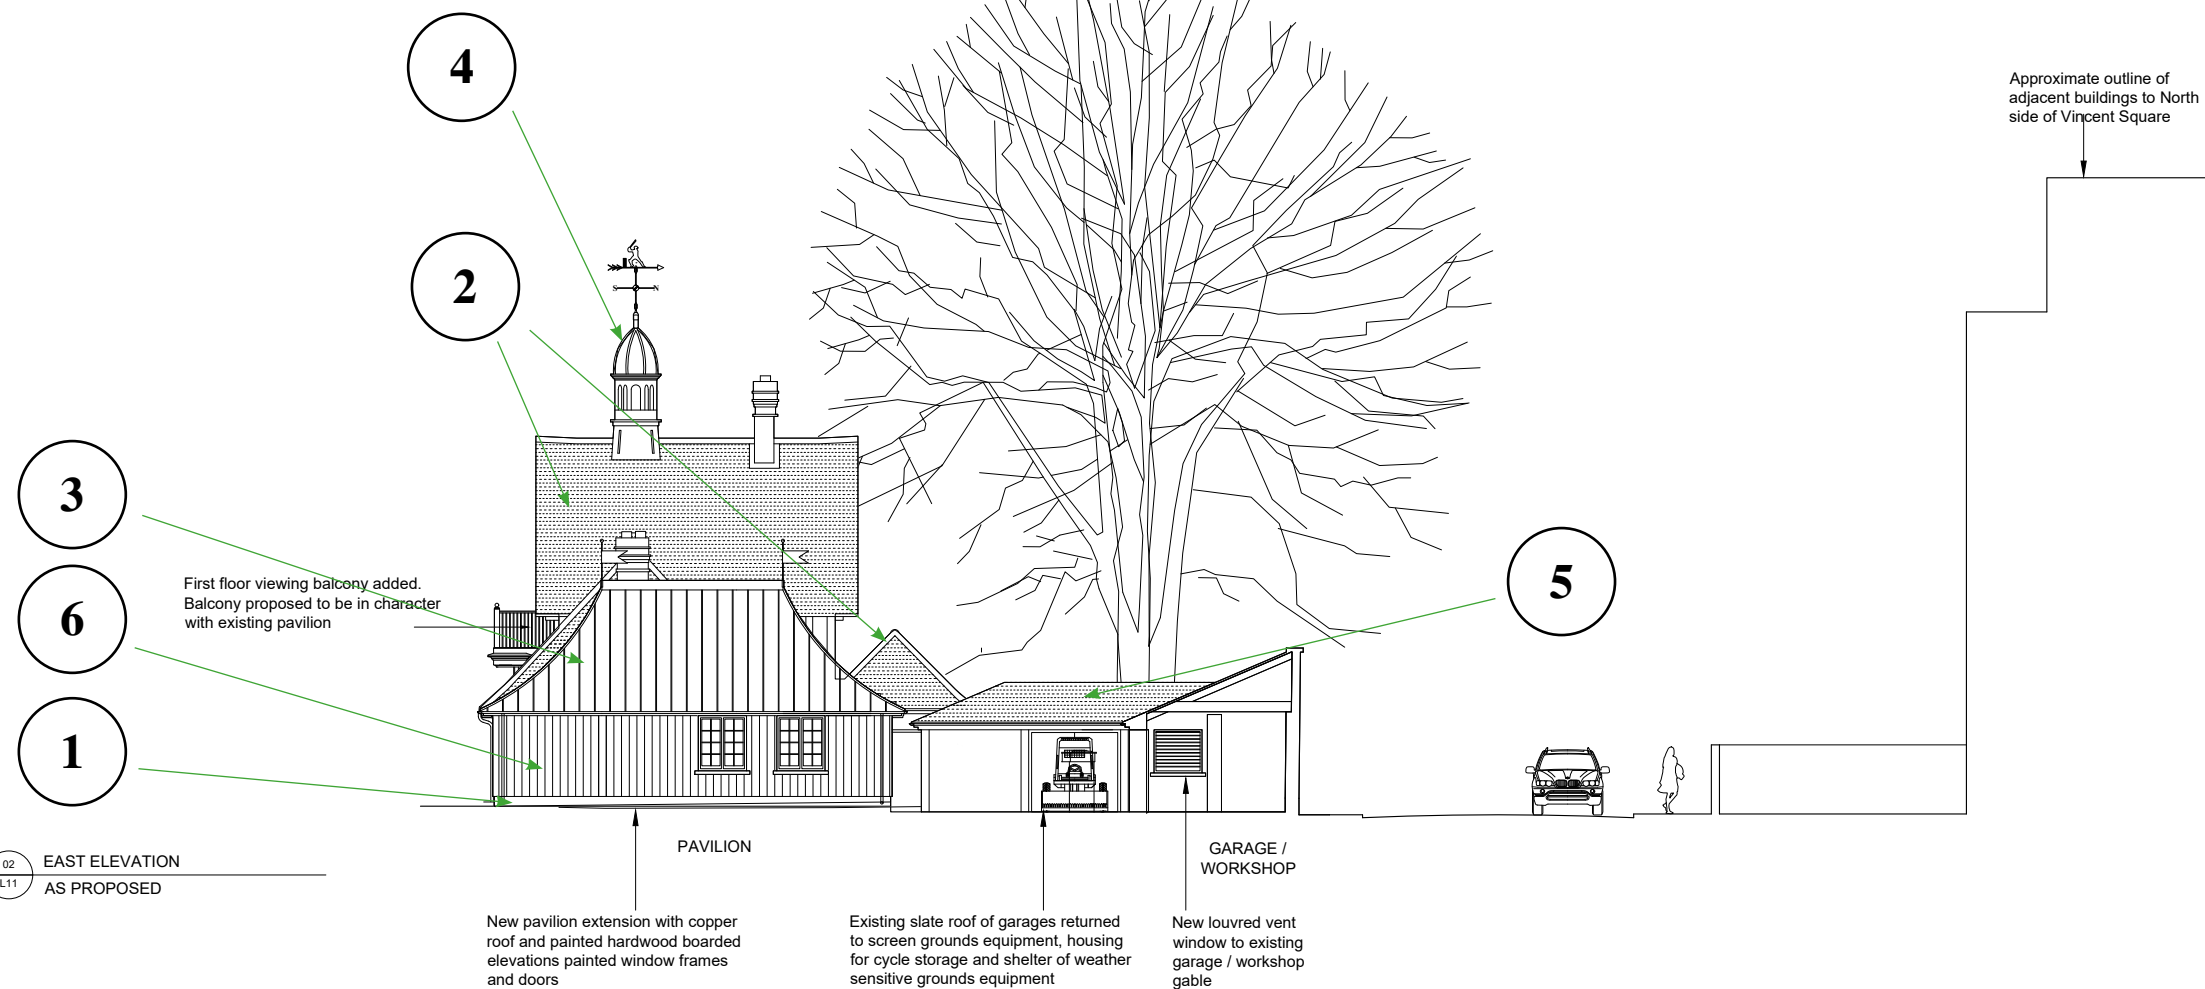 4
Approximate outline of
adjacent buildings to North
side of Vincent Square
2
S N
3
First floor viewing balcony added.
Balcony proposed to be in character
with existing pavilion
6
5
1
PAVILION
GARAGE /
WORKSHOP
02
L11
EAST ELEVATION
AS PROPOSED
New pavilion extension with copper
roof and painted hardwood boarded
elevations painted window frames
and doors
Existing slate roof of garages returned
to screen grounds equipment, housing
for cycle storage and shelter of weather
sensitive grounds equipment
New louvred vent
window to existing
garage / workshop
gable